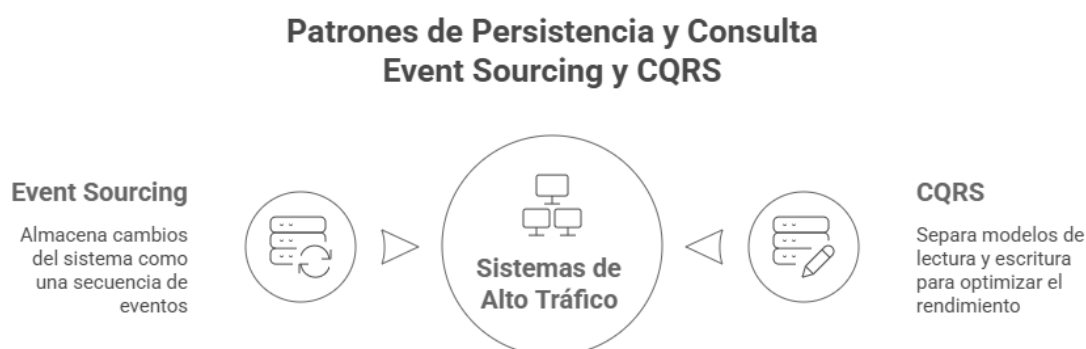 Patrones de Persistencia y Consulta
Event Sourcing y CQRS
Event Sourcing
Almacena cambios
del sistema como
una secuencia de
eventos
Sistemas de
Alto Tráfico
CQRS
Separa modelos de
lectura y escritura
para optimizar el
rendimiento